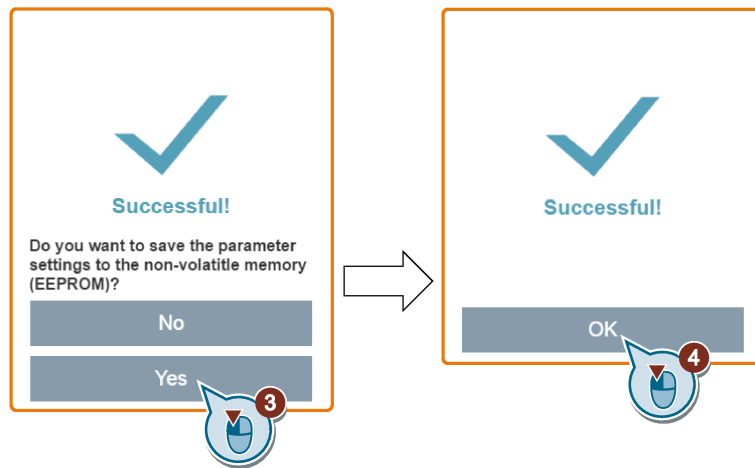 Successful!
Do you want to save the parameter
settings to the non-volatitle memory
(EEPROM)?
No
Yes
3
Successful!
OK
4